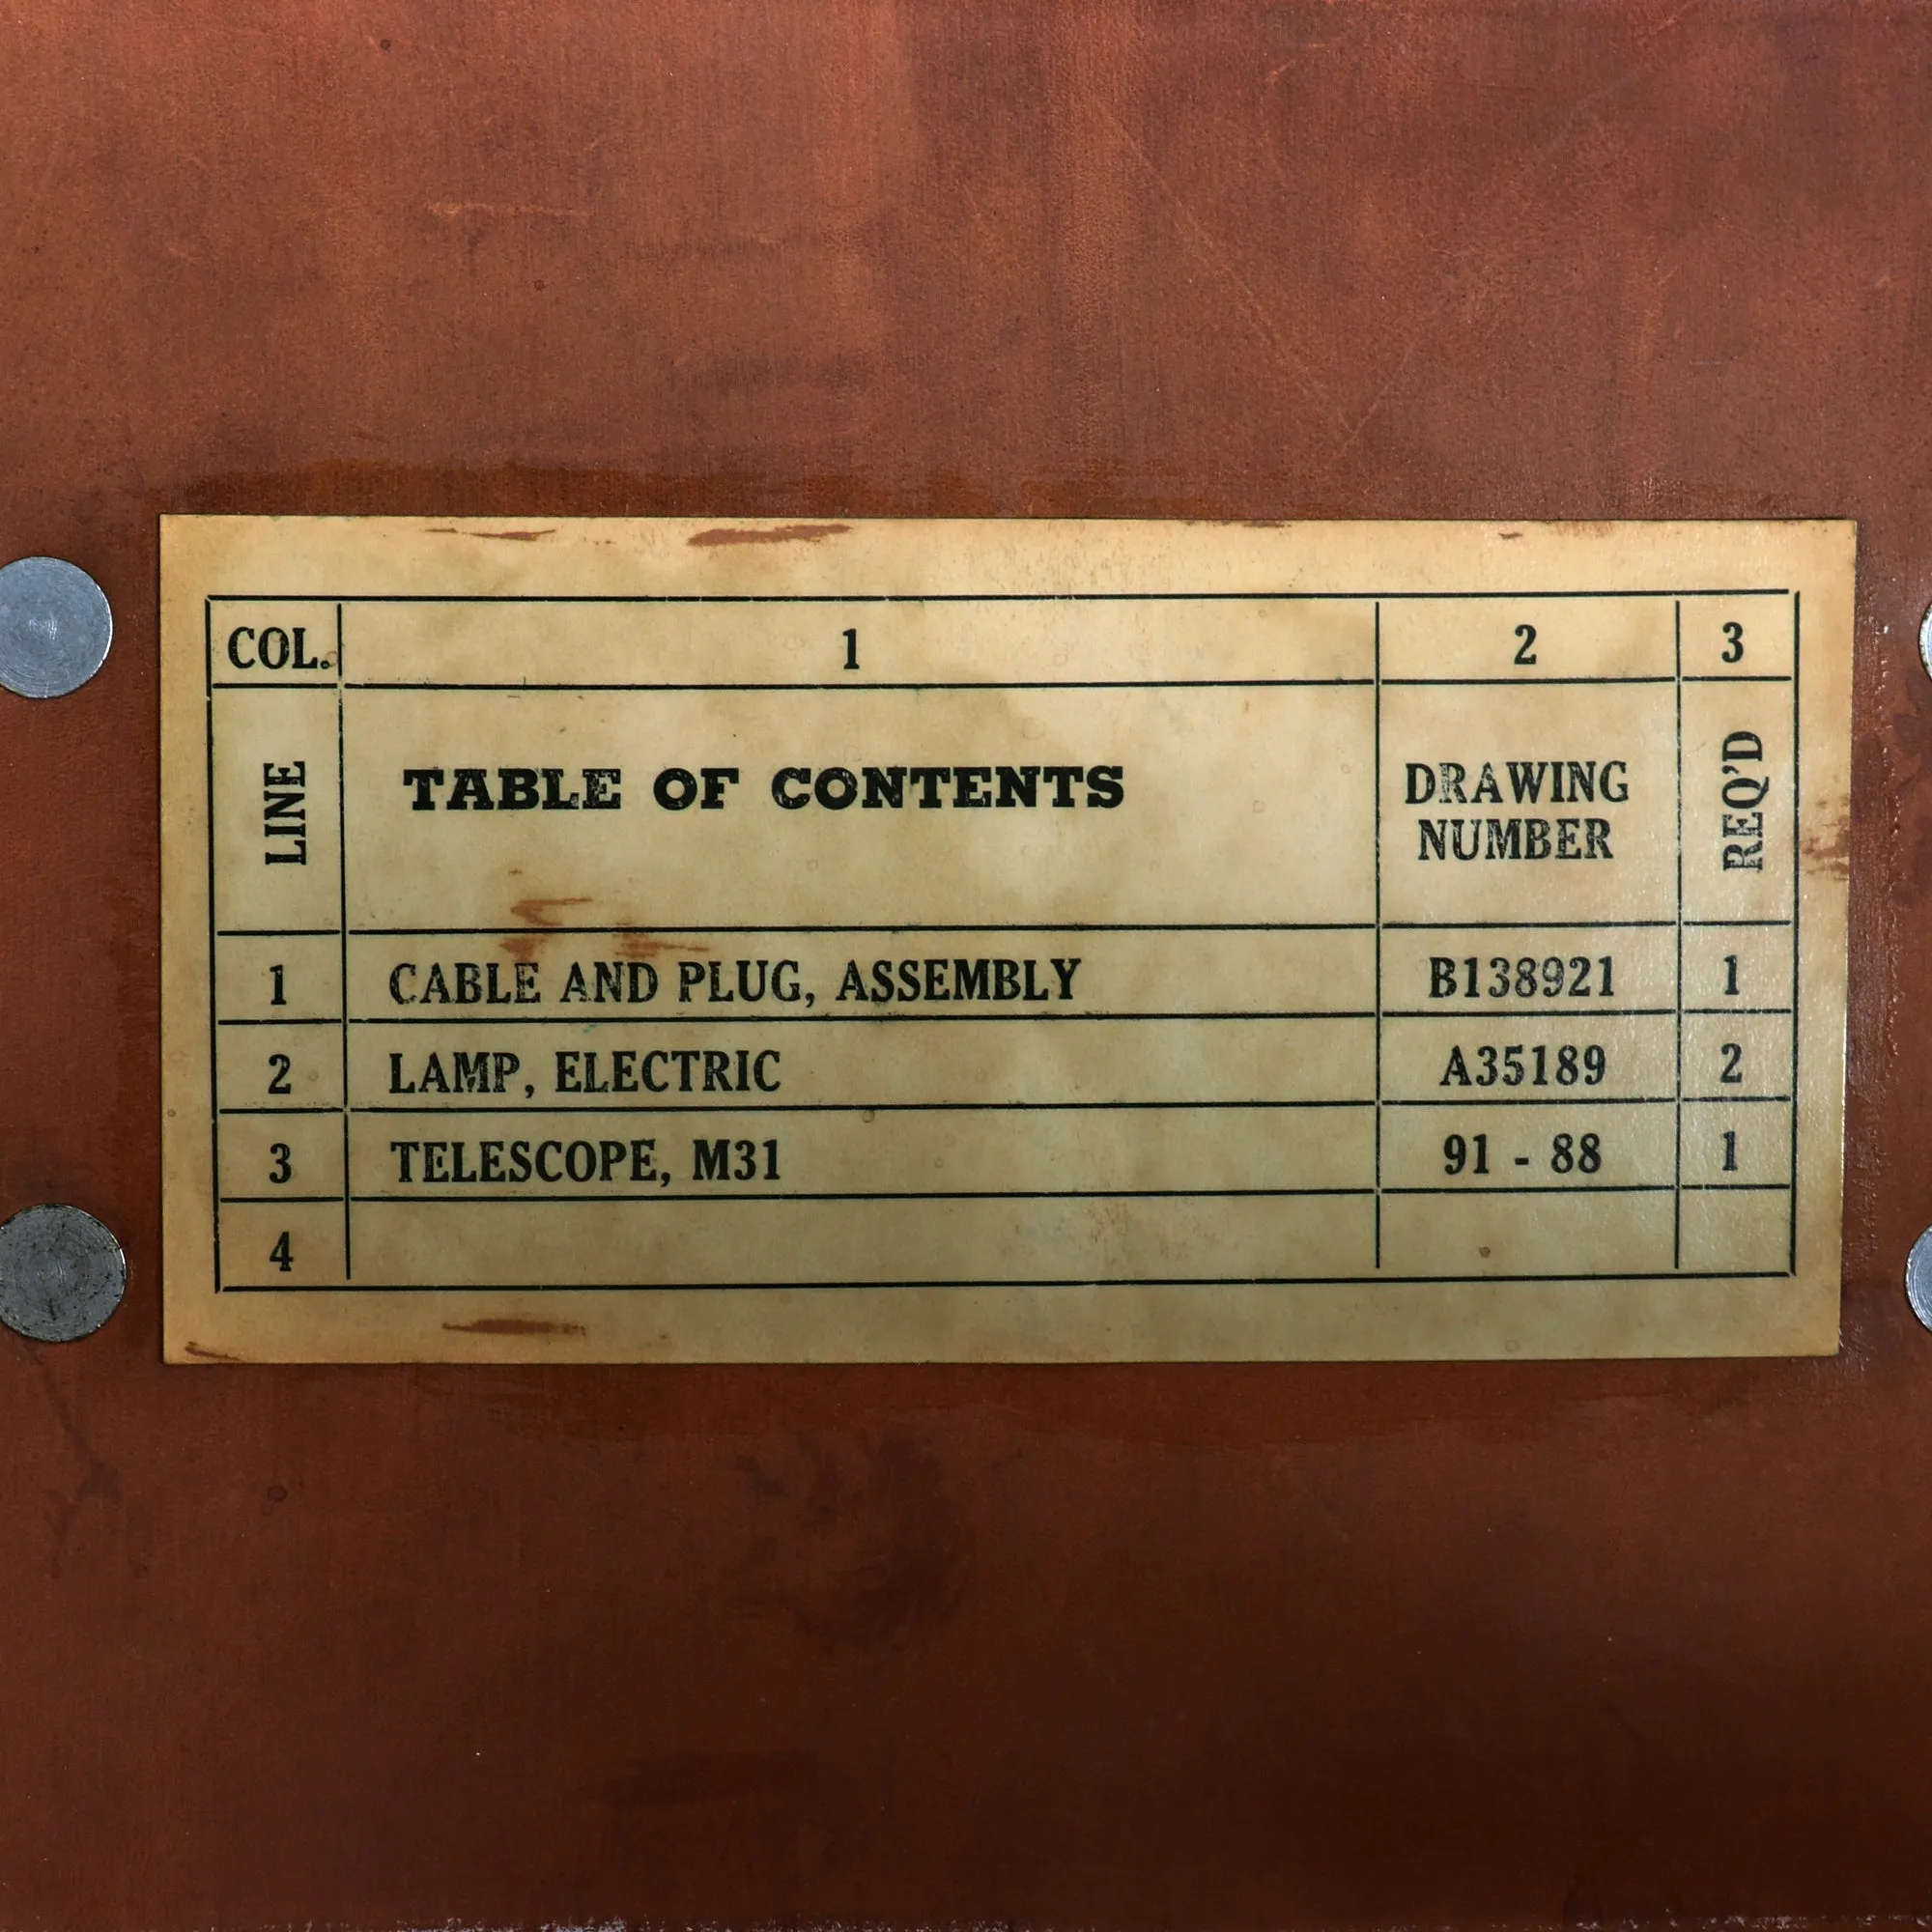 COL. 1 2 3
LINE TABLE OF CONTENTS DRAWING NUMBER REQ'D
1 CABLE AND PLUG, ASSEMBLY B138921 1
2 LAMP, ELECTRIC A35189 2
3 TELESCOPE, M31 91 - 88 1
4